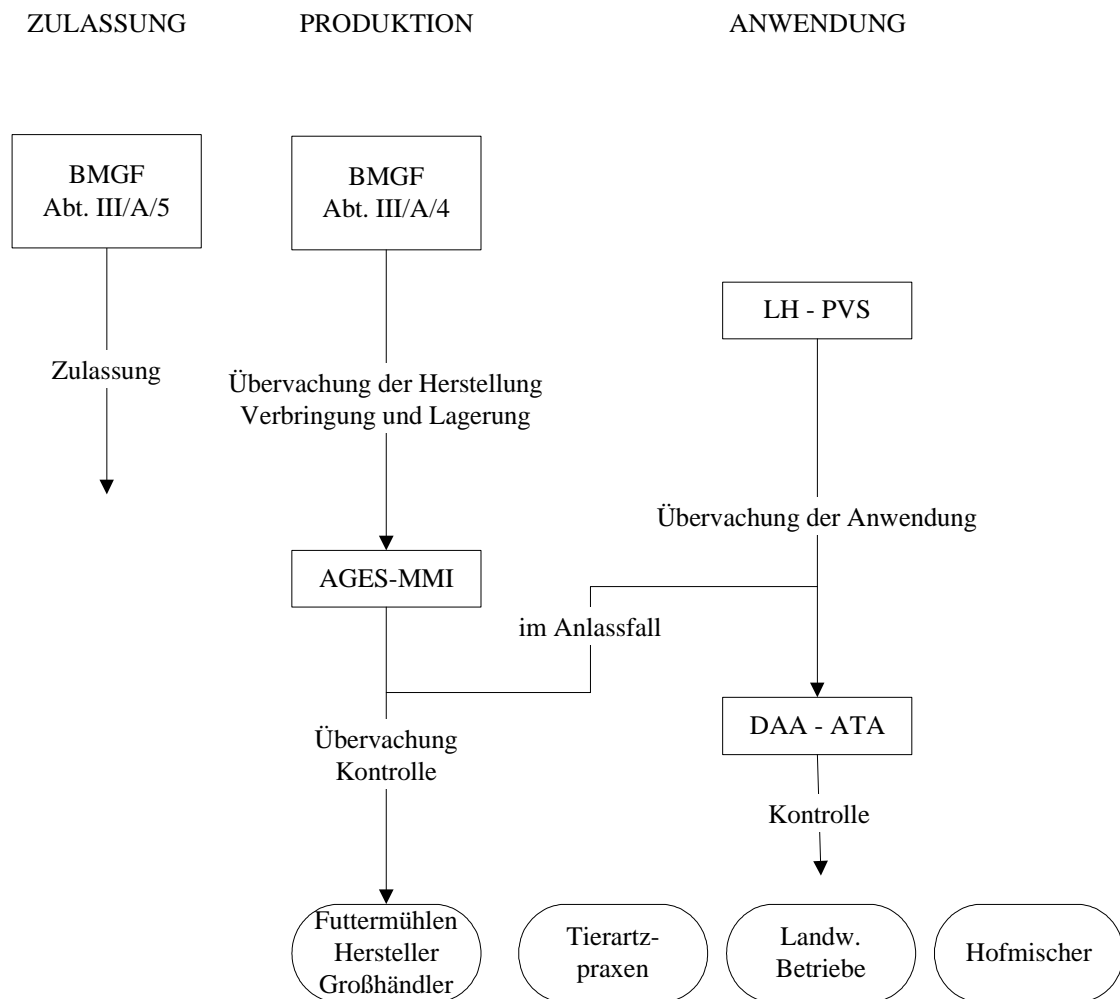 ZULASSUNG
PRODUKTION
ANWENDUNG
BMGF
Abt. III/A/5
BMGF
Abt. III/A/4
LH - PVS
Zulassung
Übervachung der Herstellung
Verbringung und Lagerung
Übervachung der Anwendung
AGES-MMI
im Anlassfall
DAA - ATA
Übervachung
Kontrolle
Kontrolle
Futtermühlen
Hersteller
Großhändler
Tierartz-
praxen
Landw.
Betriebe
Hofmischer